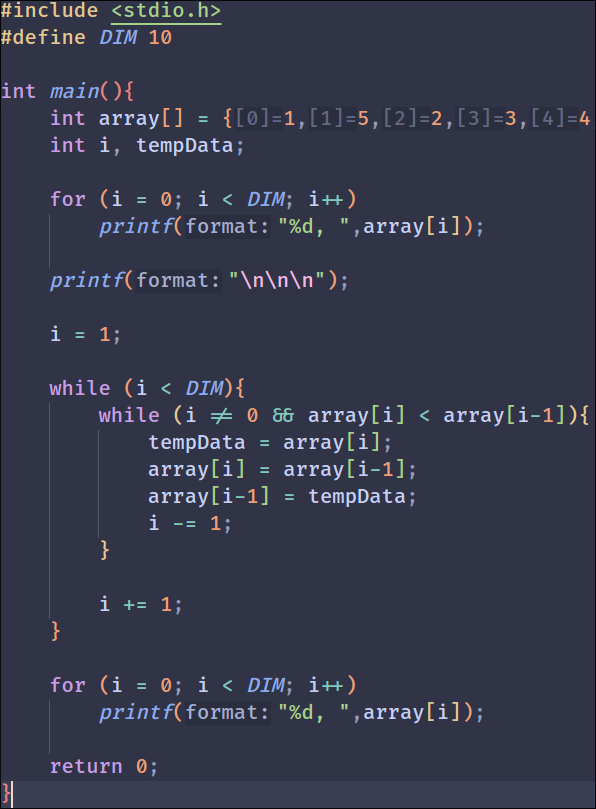 #include <stdio.h>
#define DIM 10
int main(){
int array[] = {[0]=1,[1]=5,[2]=2,[3]=3,[4]=4
int i, tempData;
for (i = 0; i < DIM; i++)
printf(format: "%d, ",array[i]);
printf(format: "\n\n\n");
i = 1;
while (i < DIM){
while (i ≠ 0 && array[i] < array[i-1]){
tempData = array[i];
array[i] = array[i-1];
array[i-1] = tempData;
i -= 1;
}
i += 1;
}
for (i = 0; i < DIM; i++)
printf(format: "%d, ",array[i]);
return 0;
}